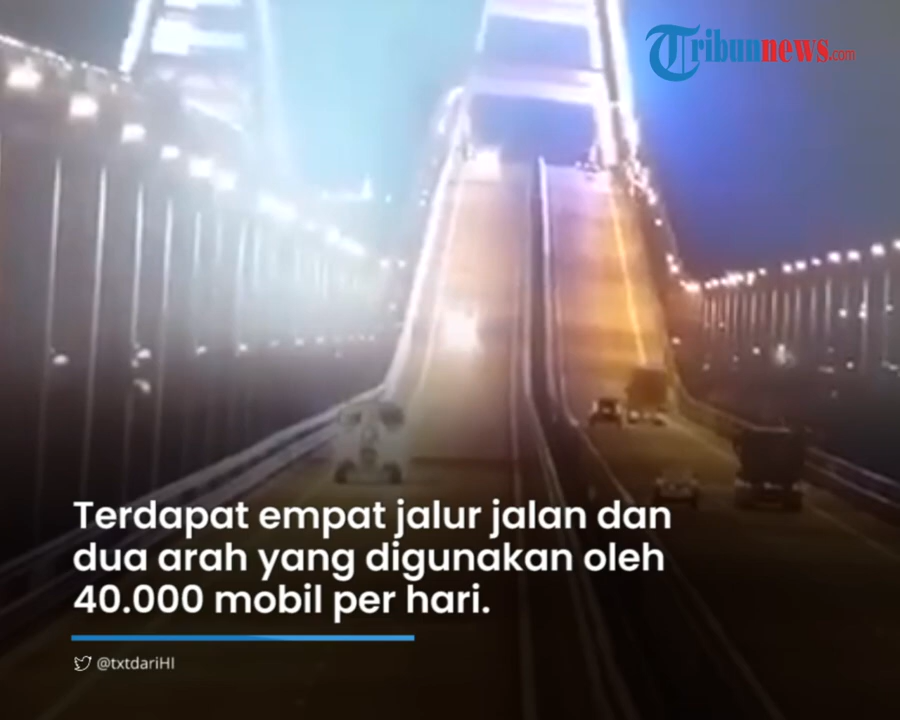 Tribunnews.com
Terdapat empat jalur jalan dan
dua arah yang digunakan oleh
40.000 mobil per hari.
@txtdariHI